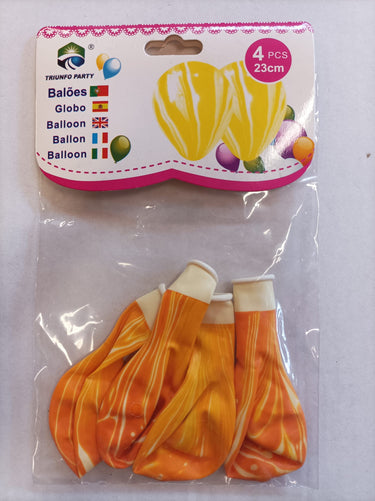 ®
TRIUNFO PARTY
4 PCS
23cm
Balões
Globo
Balloon
Ballon
Balloon